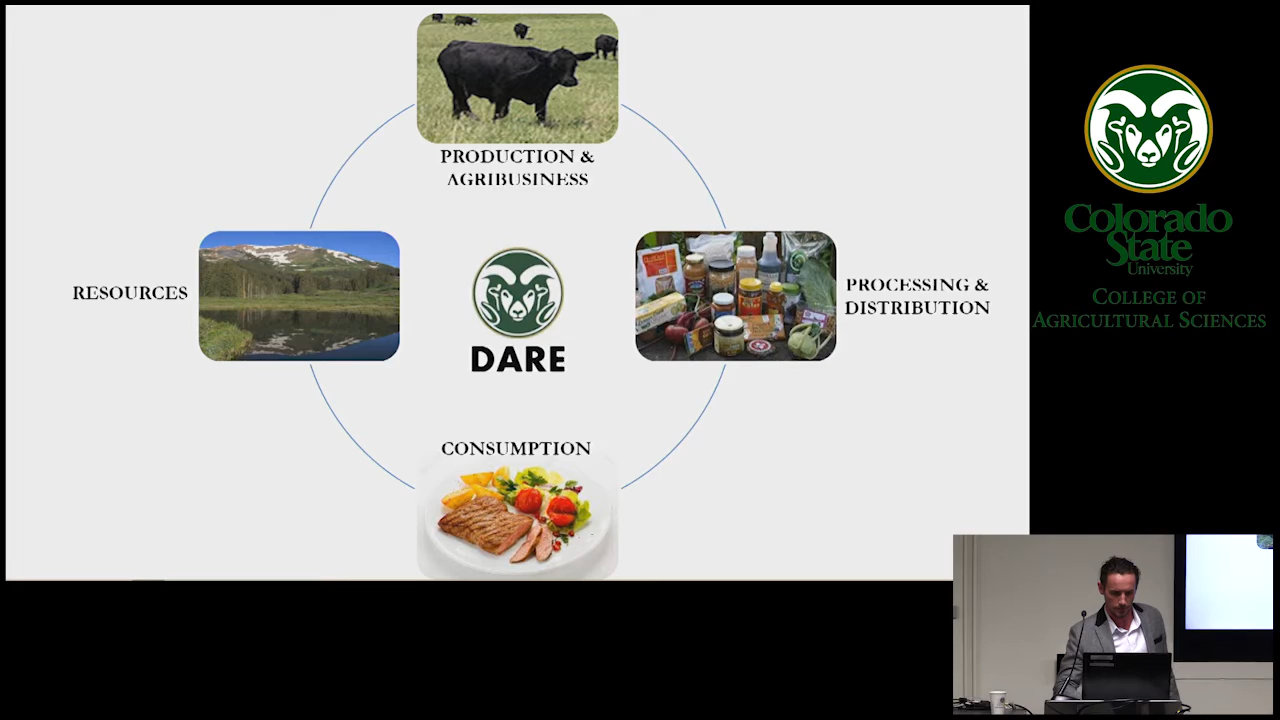 PRODUCTION &
AGRIBUSINESS
RESOURCES
DARE
PROCESSING &
DISTRIBUTION
CONSUMPTION
Colorado
State
University
COLLEGE OF
AGRICULTURAL SCIENCES